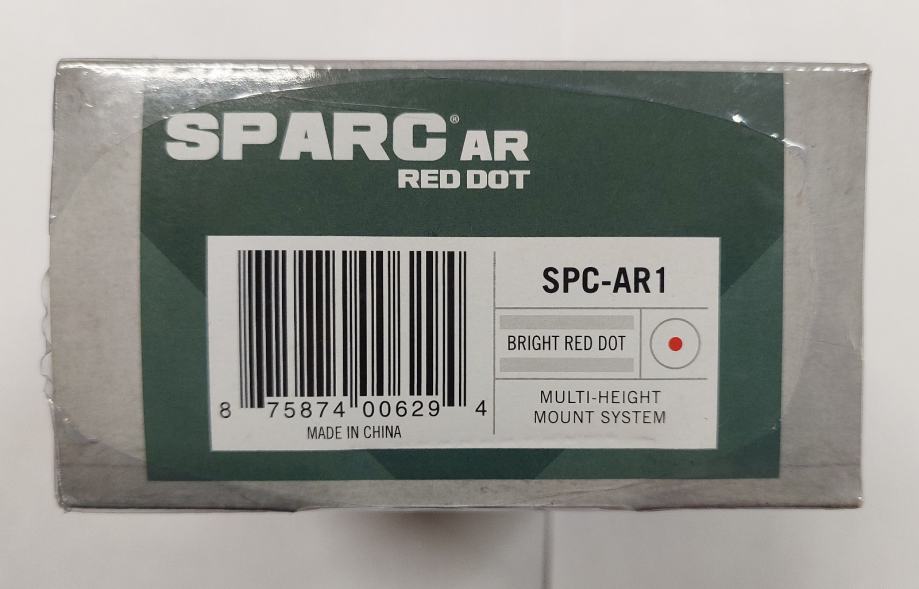 SPARC® AR
RED DOT
SPC-AR1
BRIGHT RED DOT
MULTI-HEIGHT
MOUNT SYSTEM
8 75874 00629 4
MADE IN CHINA